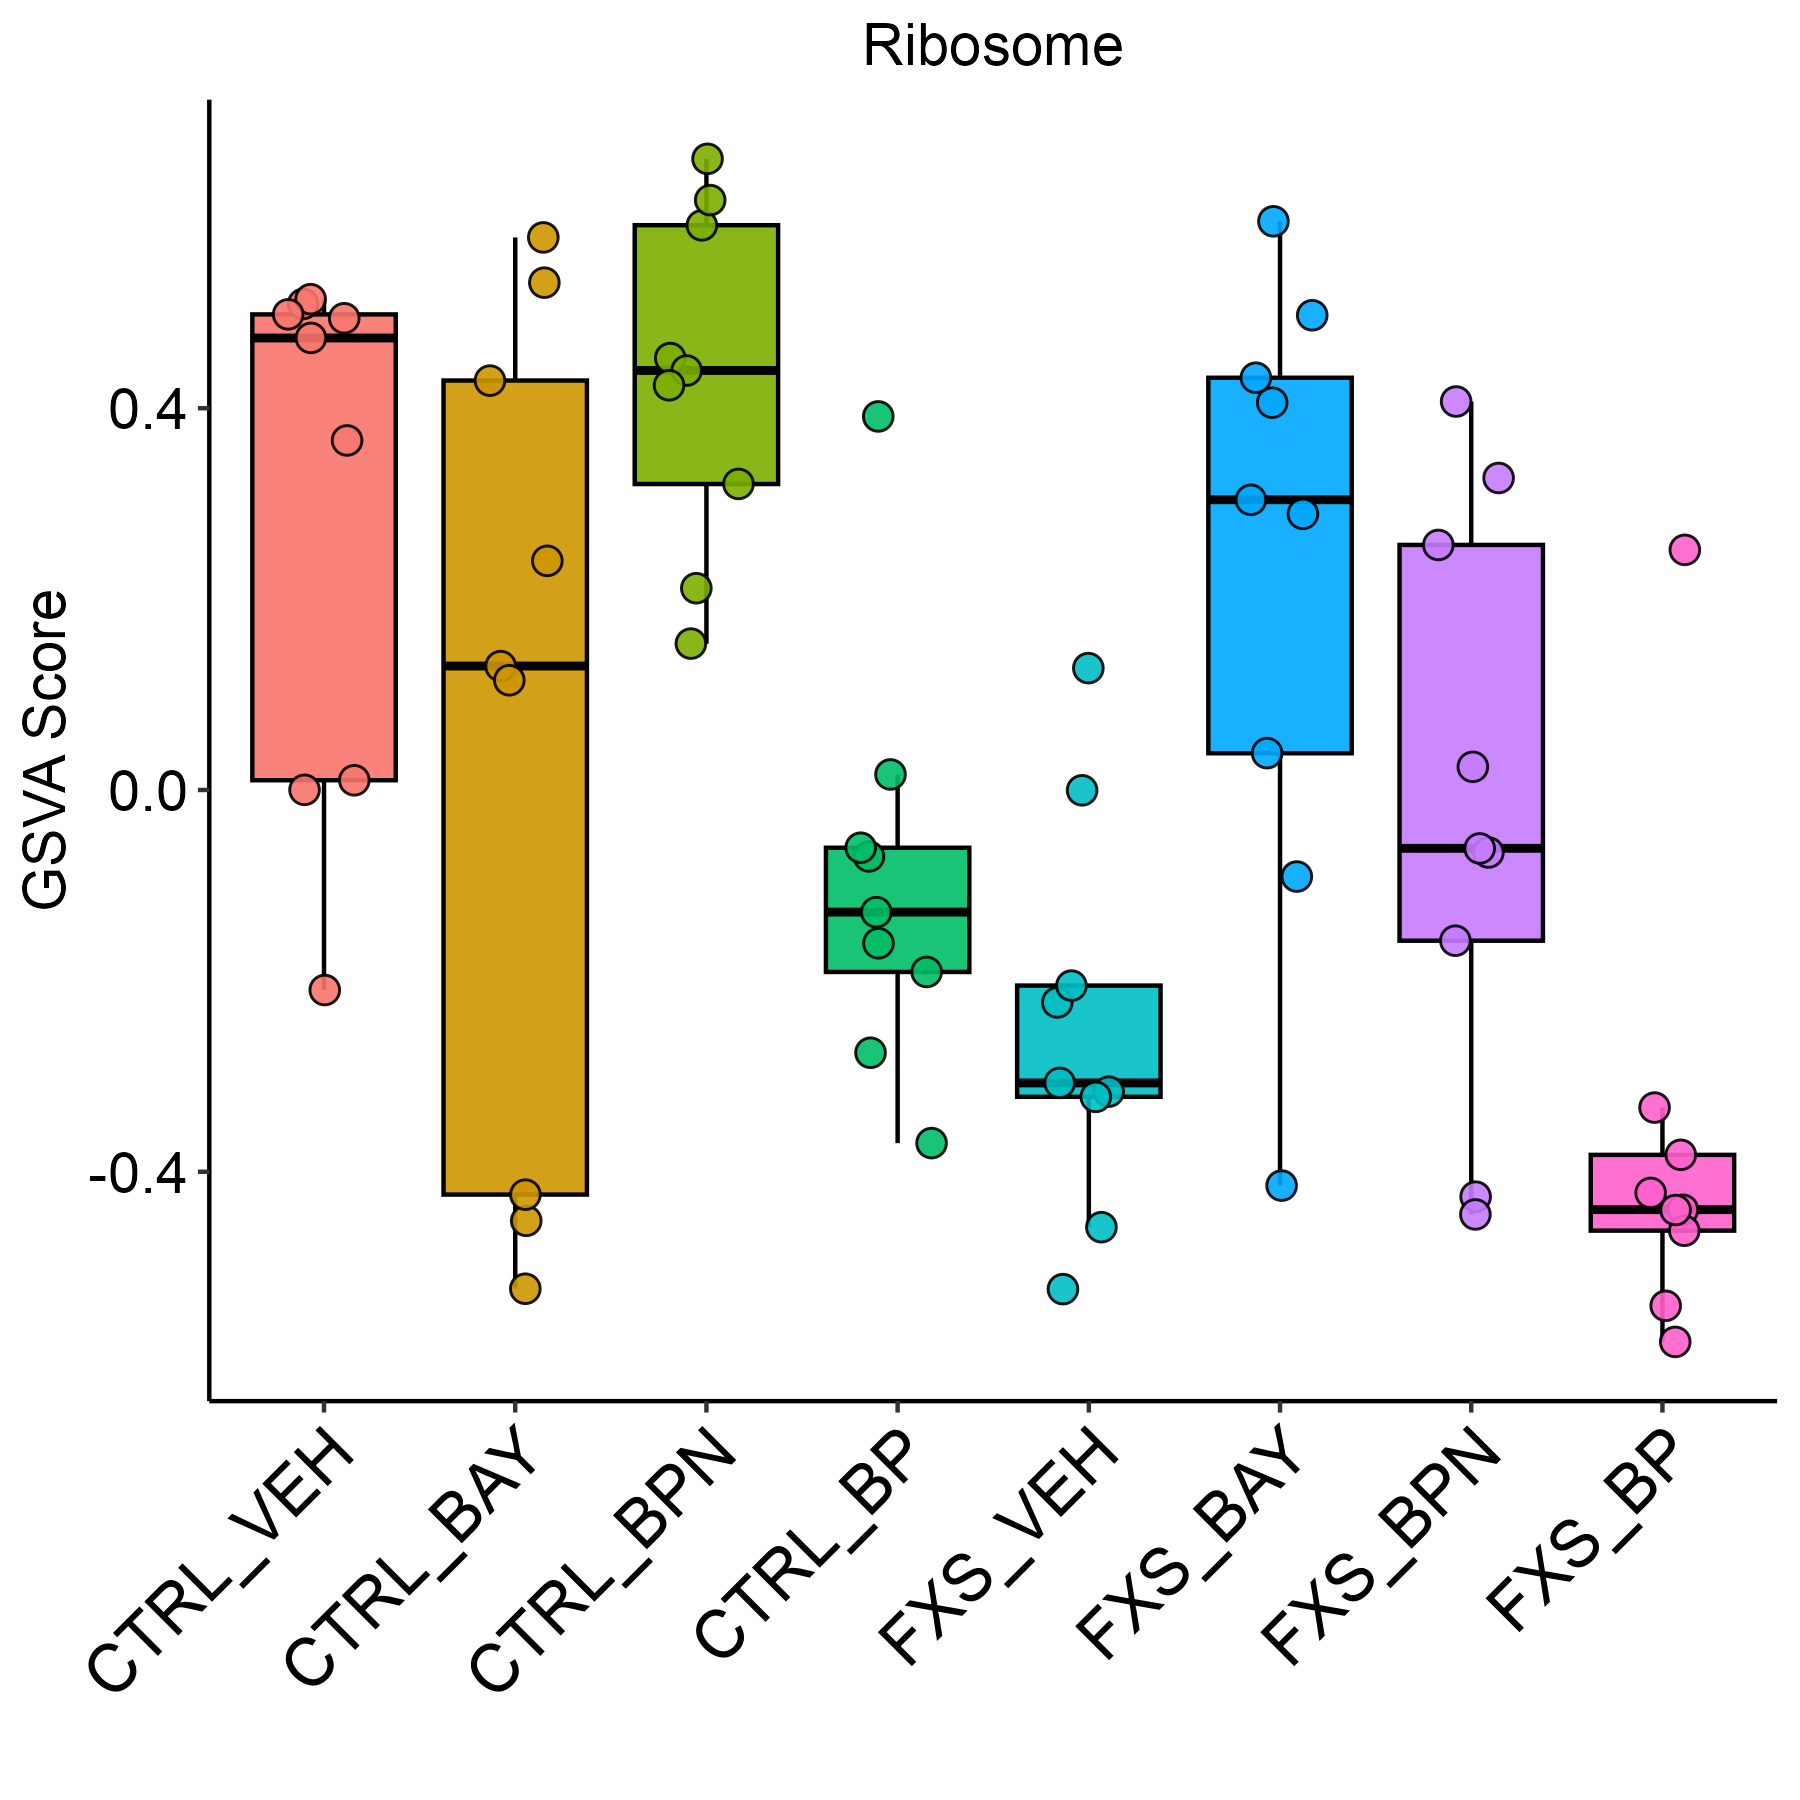 Ribosome
GSVA Score
0.4
0.0
-0.4
CTRL_VEH
CTRL_BAY
CTRL_BPN
CTRL_BP
FXS_VEH
FXS_BAY
FXS_BPN
FXS_BP